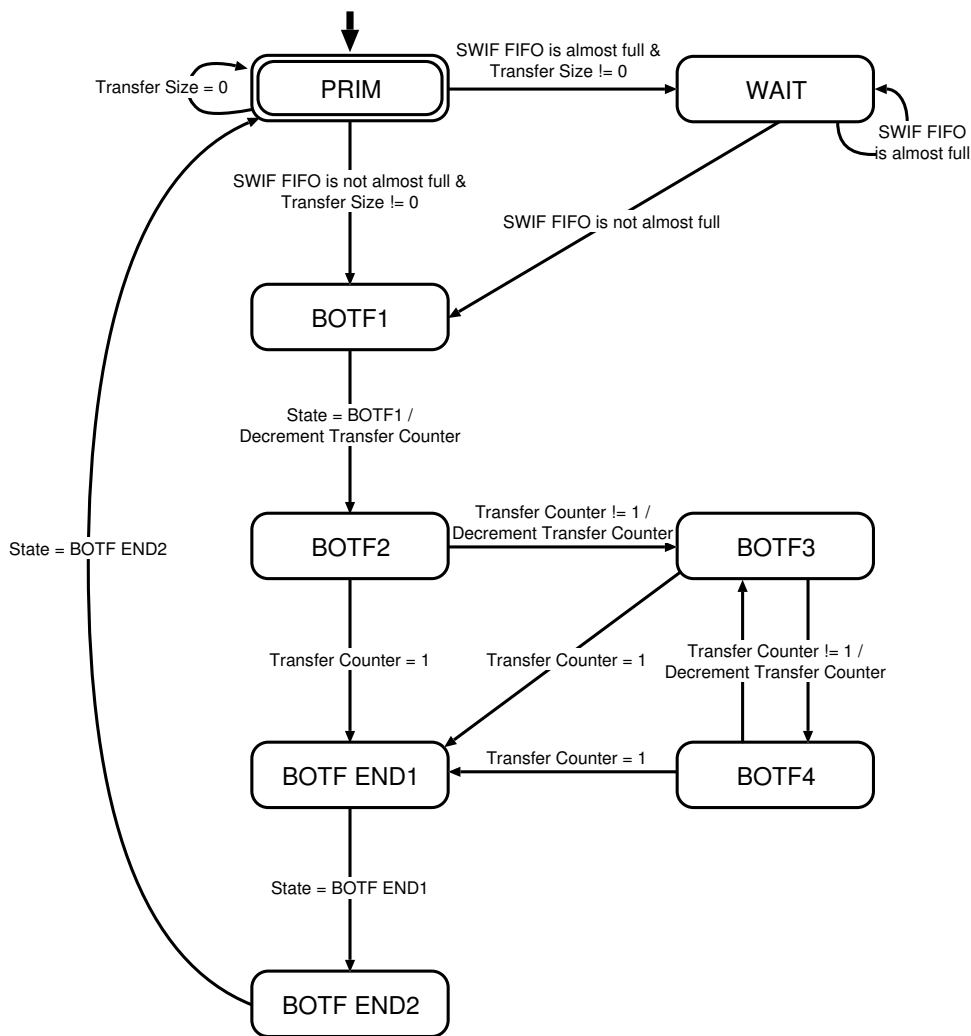 SWIF FIFO is almost full &
Transfer Size != 0
Transfer Size = 0
PRIM
WAIT
SWIF FIFO
is almost full
SWIF FIFO is not almost full &
Transfer Size != 0
SWIF FIFO is not almost full
BOTF1
State = BOTF1 /
Decrement Transfer Counter
Transfer Counter != 1 /
Decrement Transfer Counter
State = BOTF END2
BOTF2
BOTF3
Transfer Counter = 1
Transfer Counter = 1
Transfer Counter != 1 /
Decrement Transfer Counter
BOTF END1
Transfer Counter = 1
BOTF4
State = BOTF END1
BOTF END2